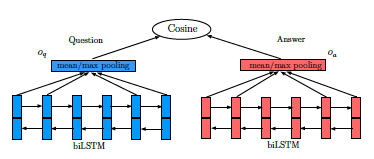 Cosine
Question
Answer
O_q
O_a
mean/max pooling
mean/max pooling
biLSTM
biLSTM